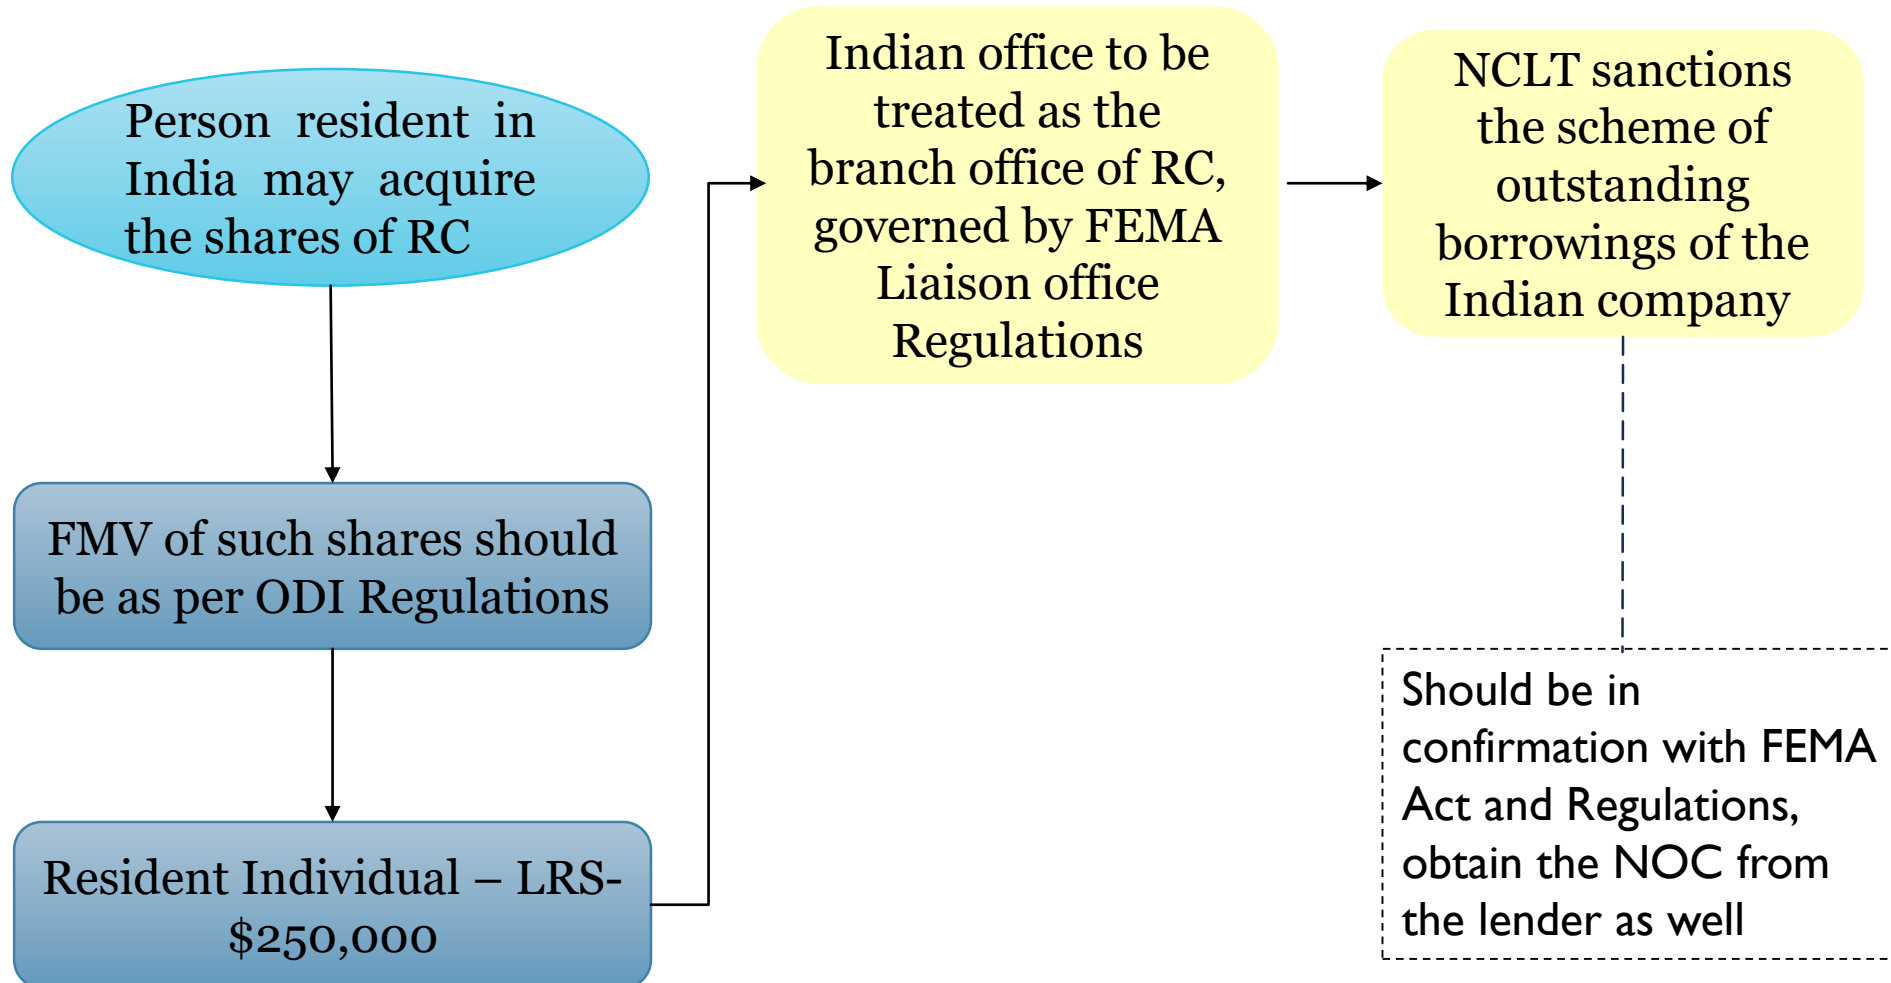 Person resident in
India may acquire
the shares of RC
FMV of such shares should
be as per ODI Regulations
Resident Individual – LRS-
$250,000
Indian office to be
treated as the
branch office of RC,
governed by FEMA
Liaison office
Regulations
NCLT sanctions
the scheme of
outstanding
borrowings of the
Indian company
Should be in
confirmation with FEMA
Act and Regulations,
obtain the NOC from
the lender as well